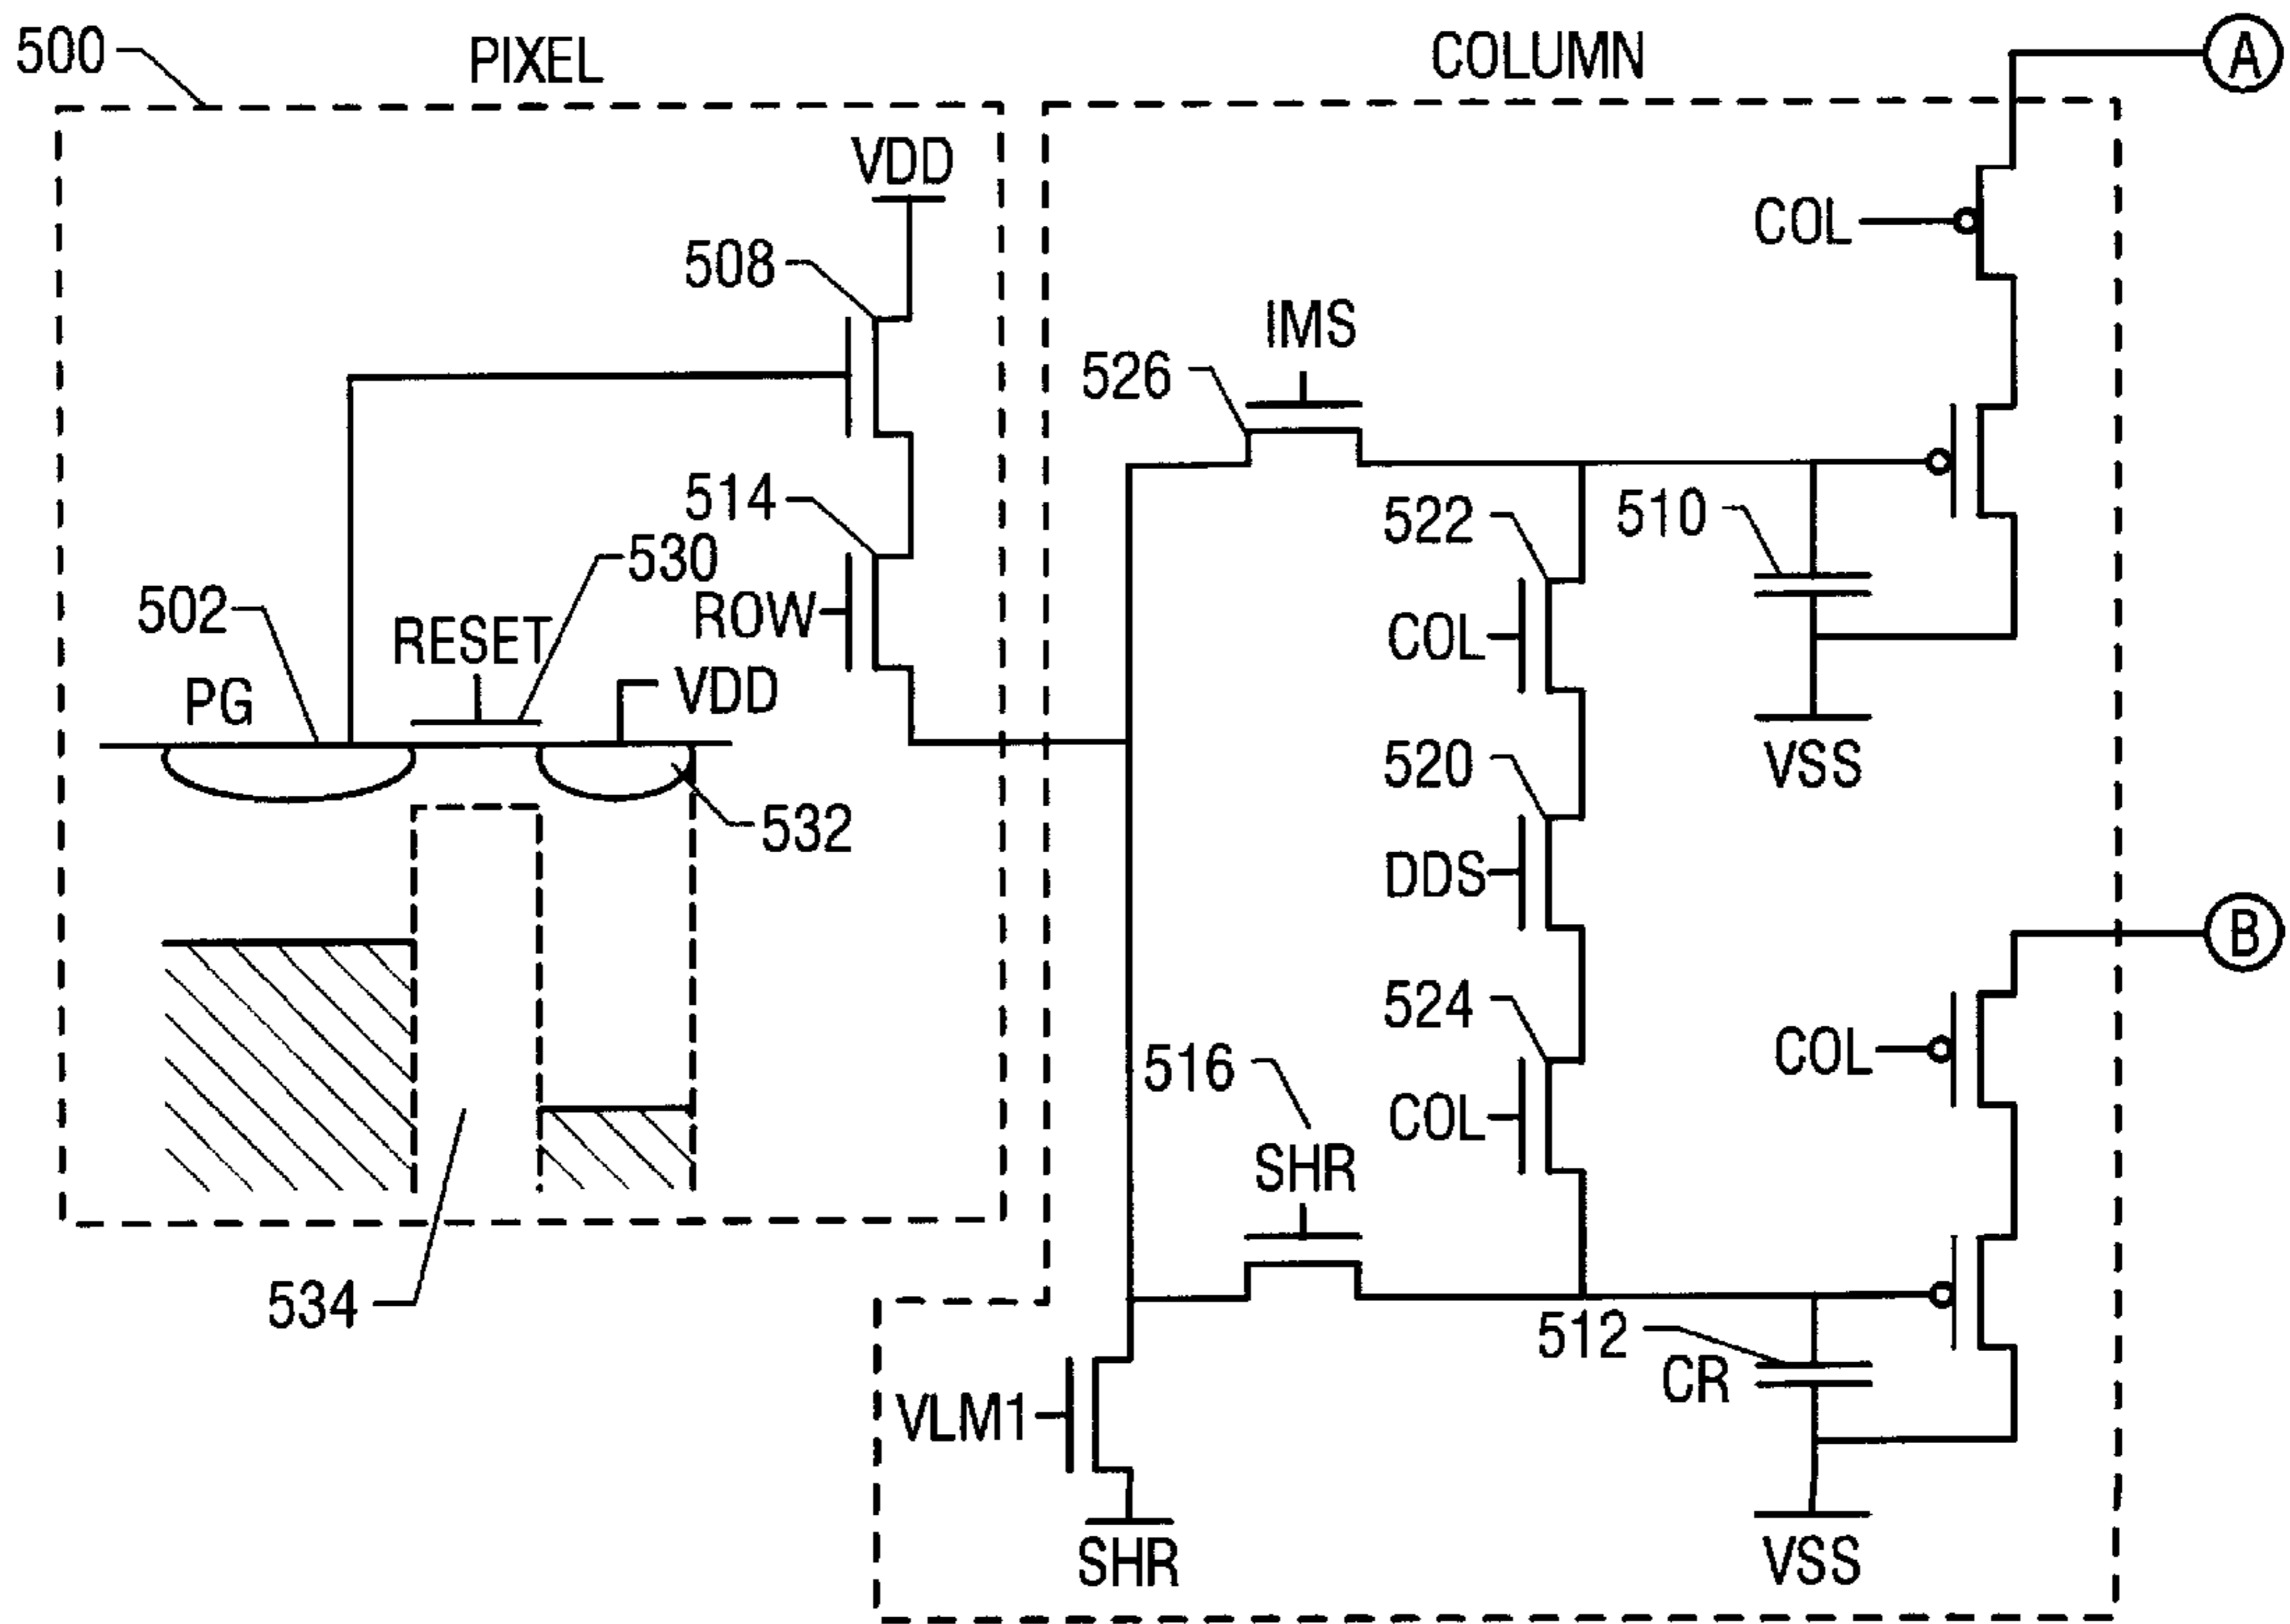 500
PIXEL
COLUMN
A
VDD
COL
508
IMS
526
514
522
510
530
502
RESET
ROW
COL
PG
VDD
520
VSS
532
DDS
B
524
516
COL
COL
SHR
534
512
CR
VLM1
SHR
VSS